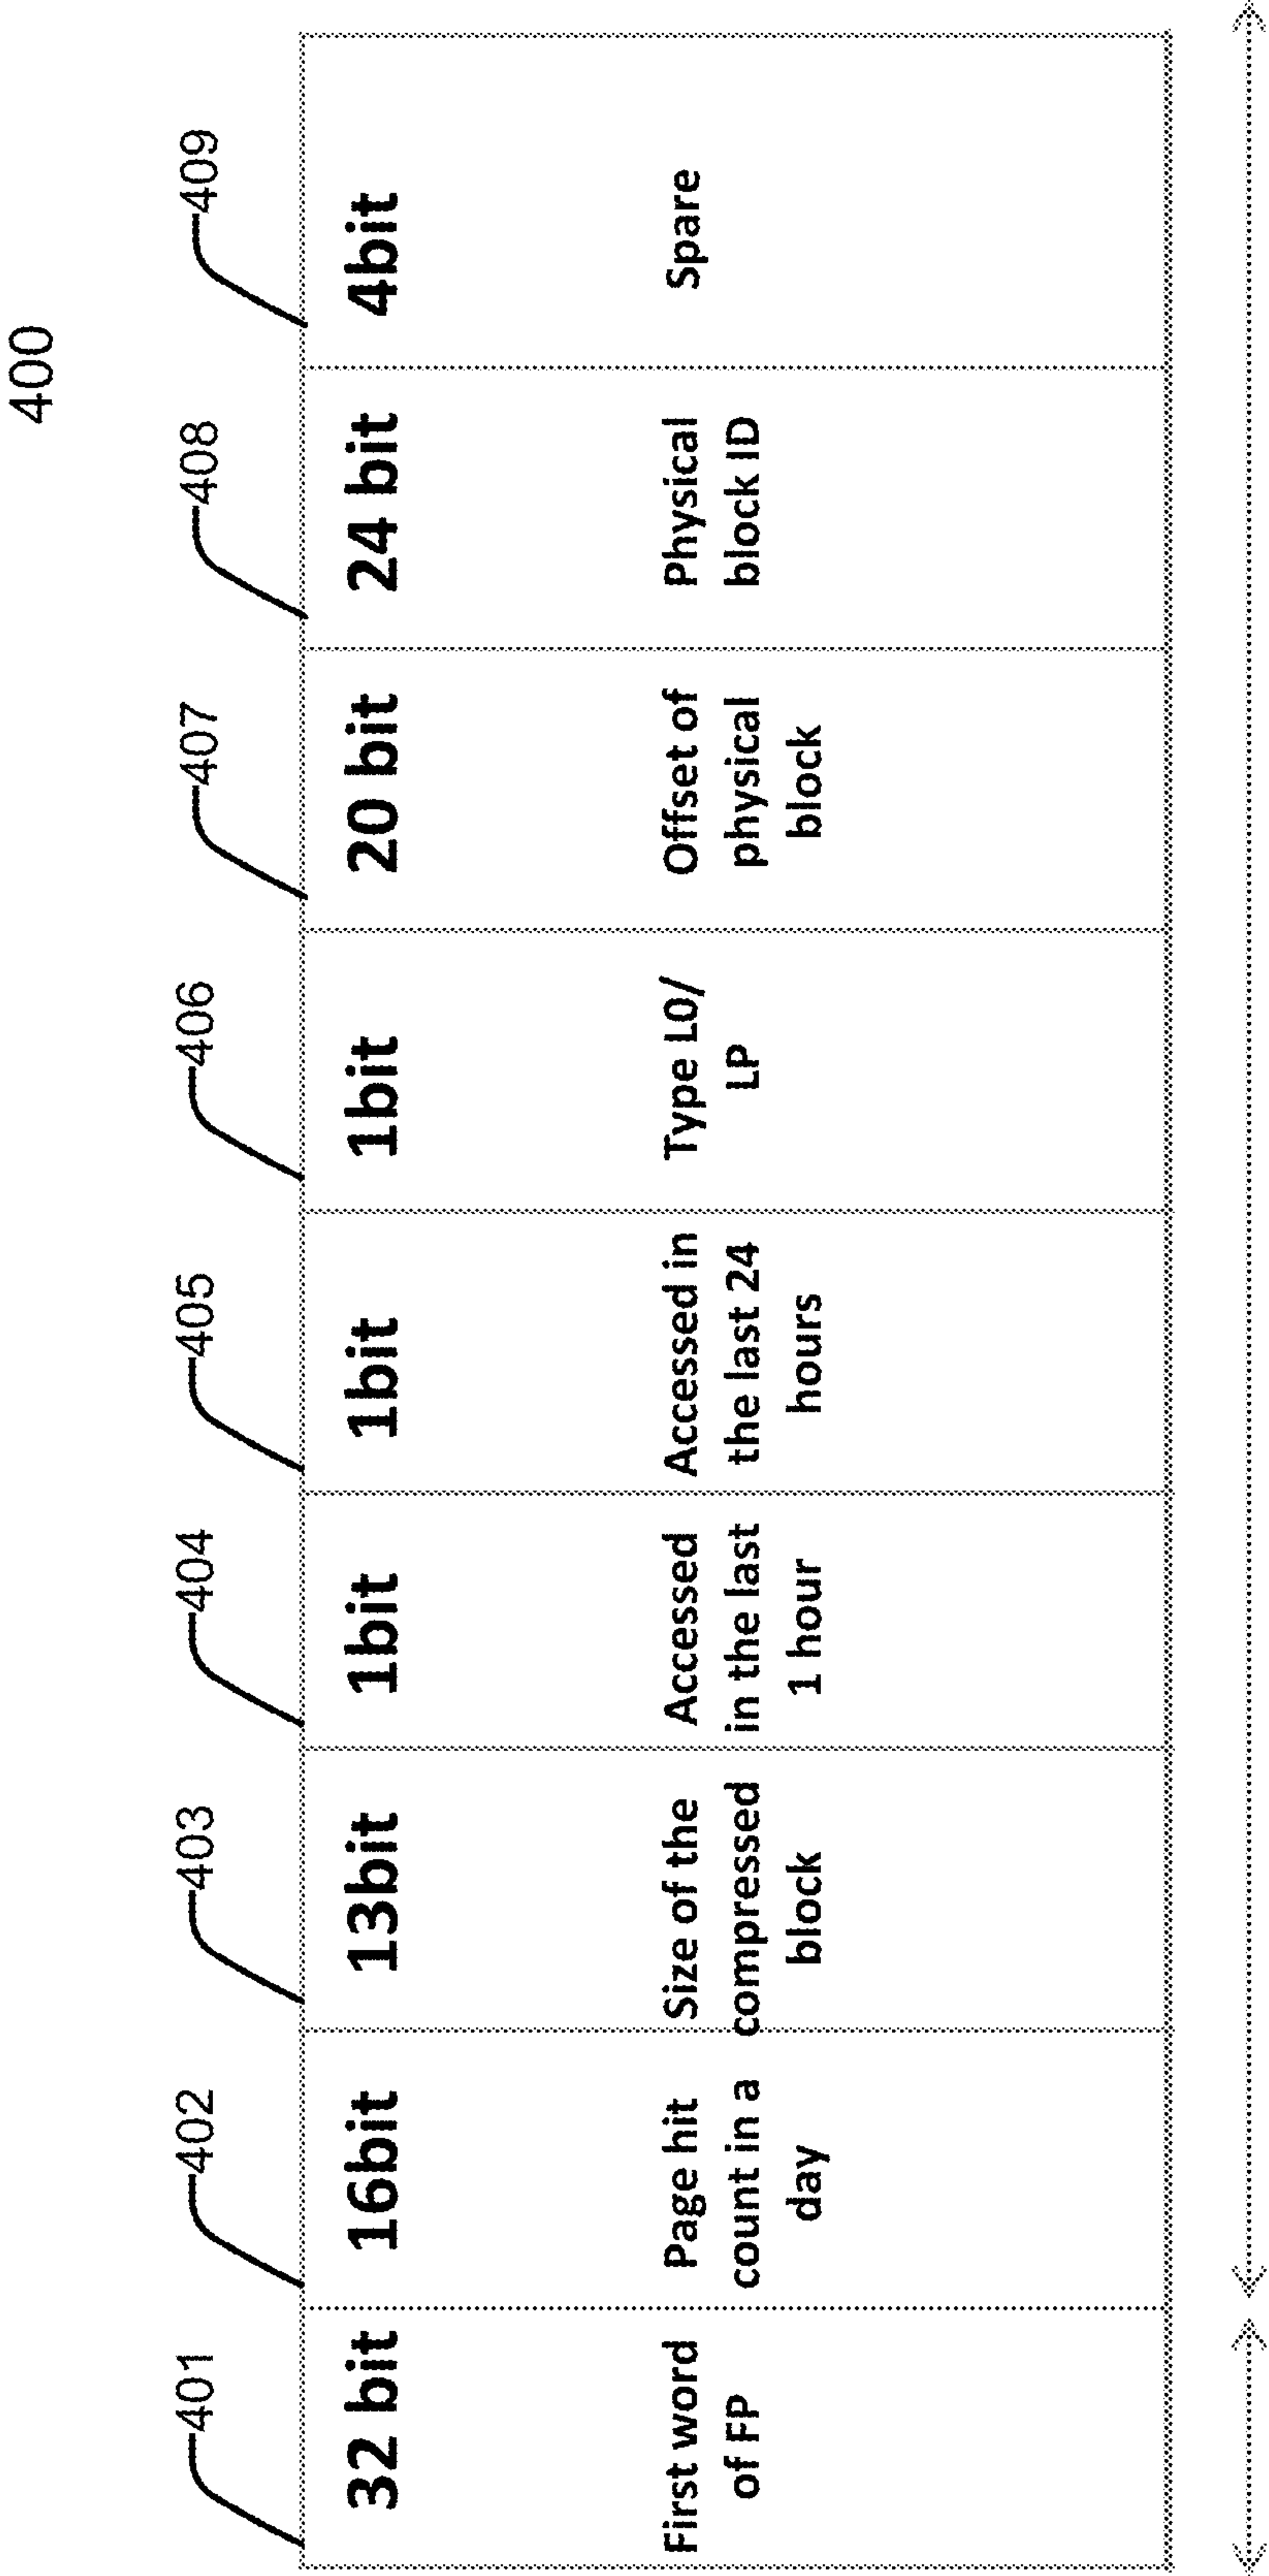 400
401
402
403
404
405
406
407
408
409
32 bit
16bit
13bit
1bit
1bit
1bit
20 bit
24 bit
4bit
First word
of FP
Page hit
count in a
day
Size of the
compressed
block
Accessed
in the last
1 hour
Accessed in
the last 24
hours
Type L0/
LP
Offset of
physical
block
Physical
block ID
Spare